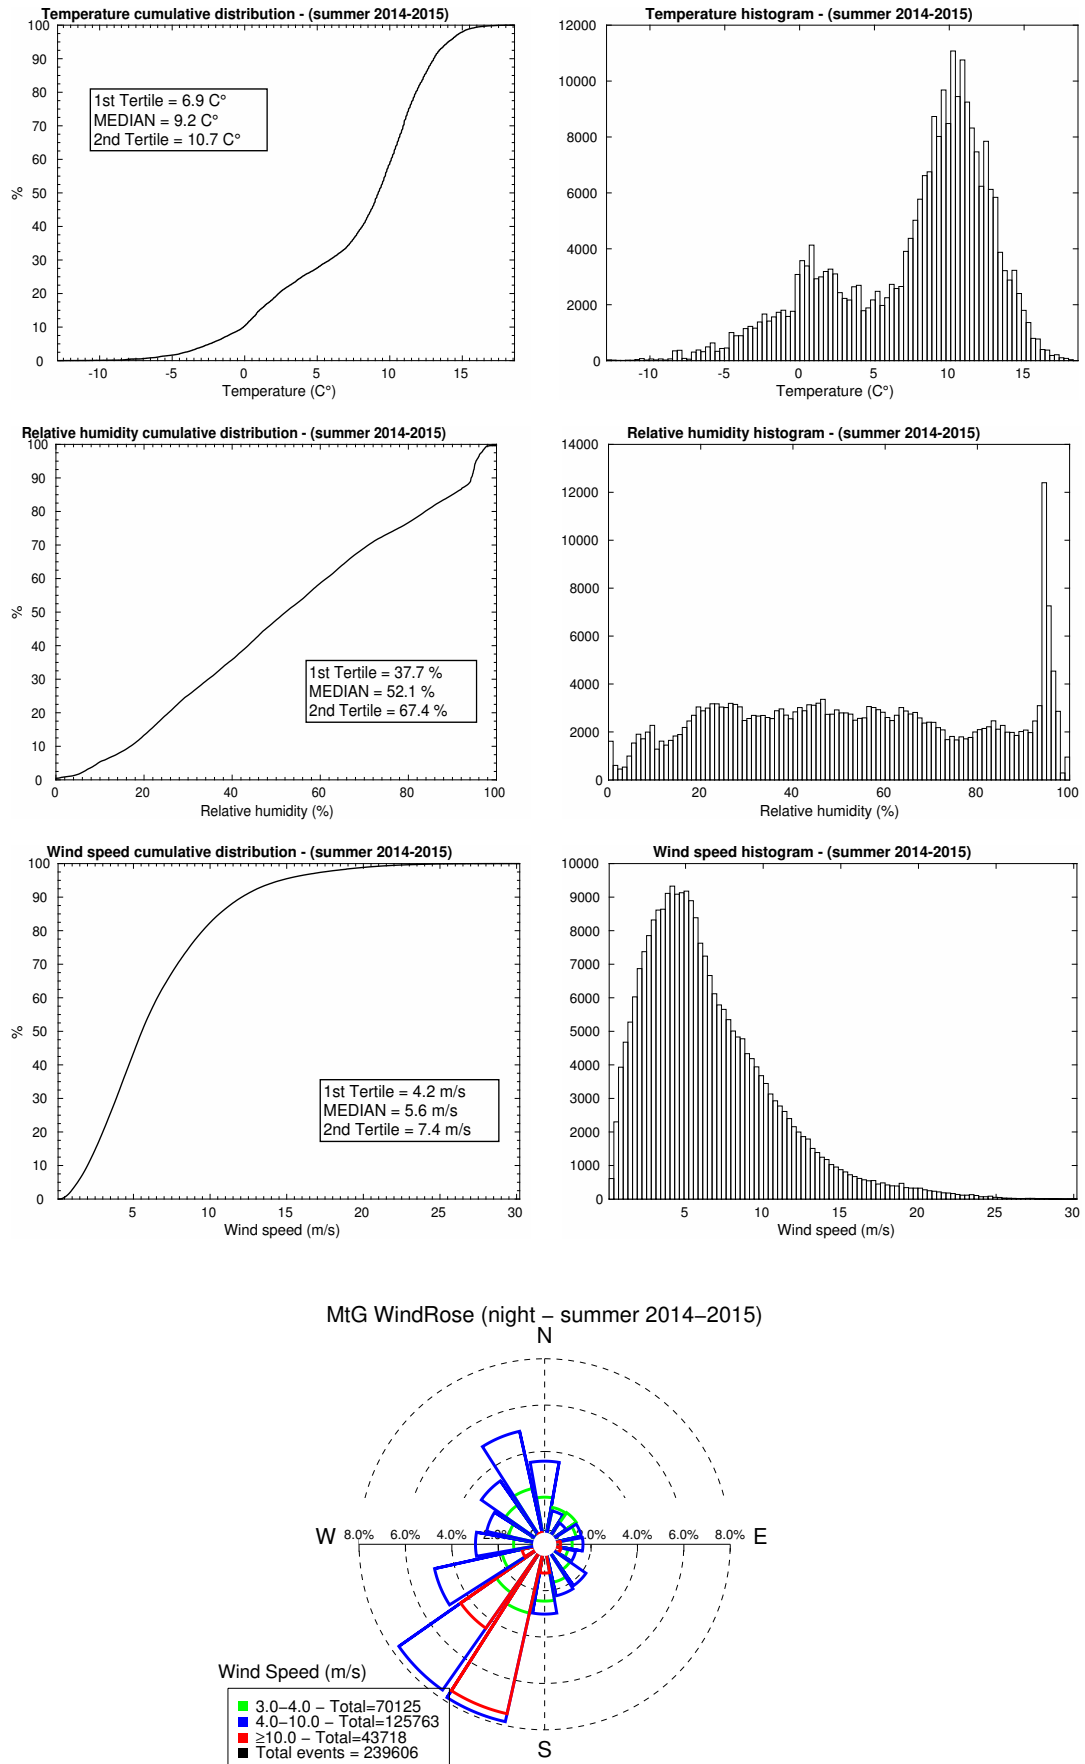 Temperature cumulative distribution - (summer 2014-2015)
100
90
80
70
60
50
40
30
20
10
0
%
1st Tertile = 6.9 C°
MEDIAN = 9.2 C°
2nd Tertile = 10.7 C°
-10 -5 0 5 10 15
Temperature (C°)
Temperature histogram - (summer 2014-2015)
12000
10000
8000
6000
4000
2000
0
-10 -5 0 5 10 15
Temperature (C°)
Relative humidity cumulative distribution - (summer 2014-2015)
100
90
80
70
60
50
40
30
20
10
0
%
1st Tertile = 37.7 %
MEDIAN = 52.1 %
2nd Tertile = 67.4 %
0 20 40 60 80 100
Relative humidity (%)
Relative humidity histogram - (summer 2014-2015)
14000
12000
10000
8000
6000
4000
2000
0
0 20 40 60 80 100
Relative humidity (%)
Wind speed cumulative distribution - (summer 2014-2015)
100
90
80
70
60
50
40
30
20
10
0
%
1st Tertile = 4.2 m/s
MEDIAN = 5.6 m/s
2nd Tertile = 7.4 m/s
5 10 15 20 25 30
Wind speed (m/s)
Wind speed histogram - (summer 2014-2015)
10000
9000
8000
7000
6000
5000
4000
3000
2000
1000
0
5 10 15 20 25 30
Wind speed (m/s)
MtG WindRose (night – summer 2014–2015)
N
W 8.0% 6.0% 4.0% 2.0% 2.0% 4.0% 6.0% 8.0% E
S
Wind Speed (m/s)
3.0–4.0 – Total=70125
4.0–10.0 – Total=125763
≥10.0 – Total=43718
Total events = 239606